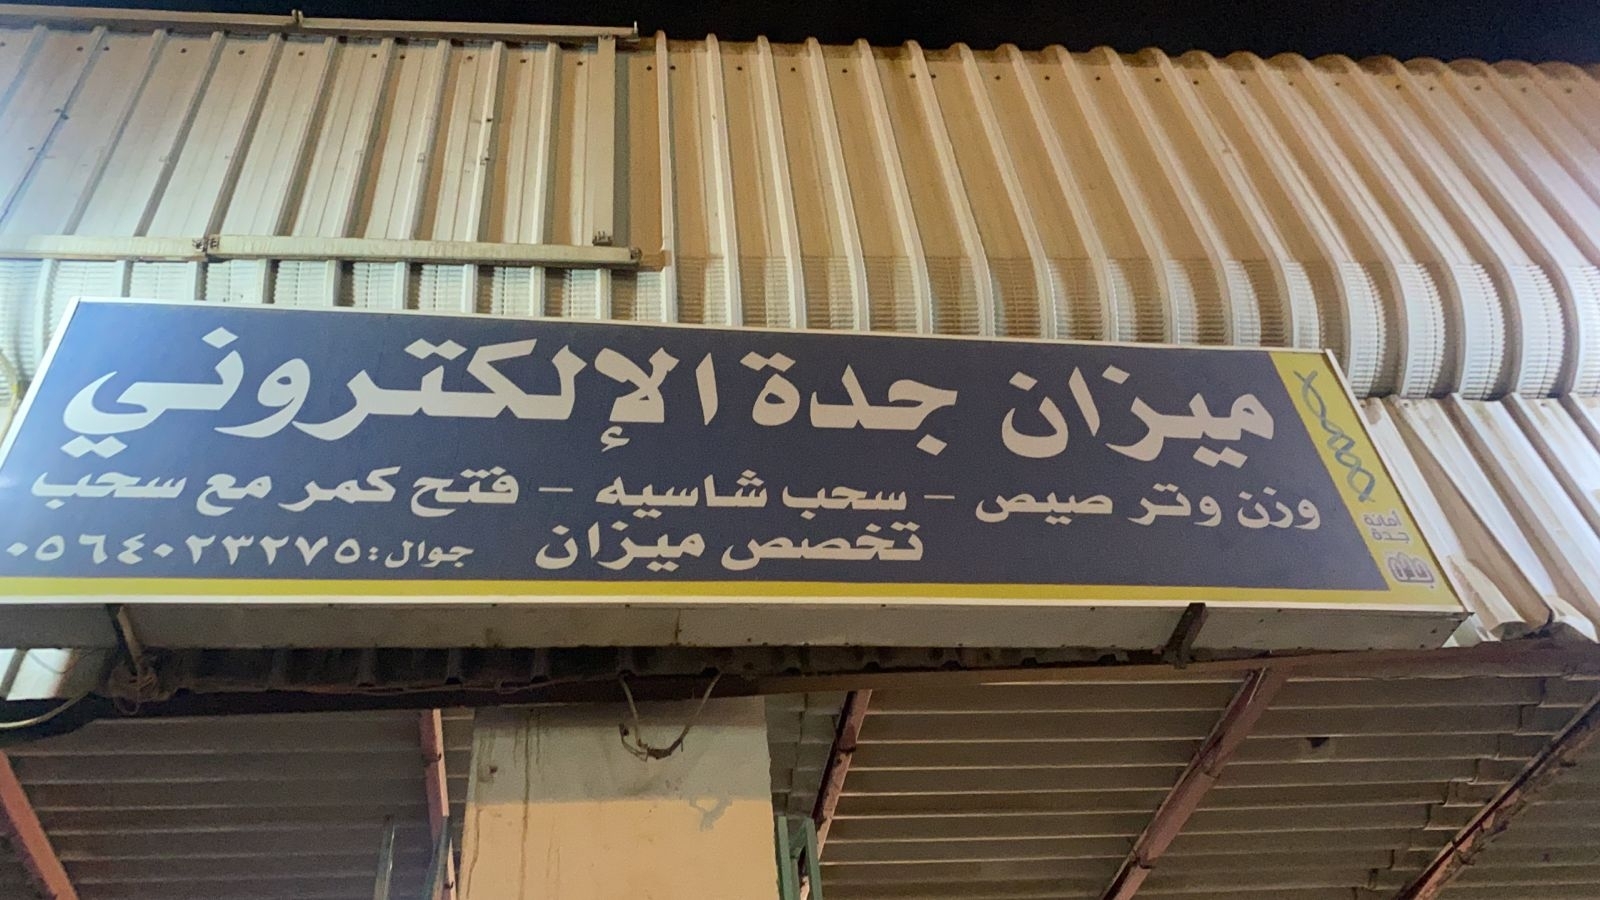 ميزان جدة الإلكتروني
وزن وتر صيص – سحب شاسيه – فتح كمر مع سحب
تخصص ميزان
جوال: ٠٥٦٤٠٢٣٢٧٥
أمانة
جدة